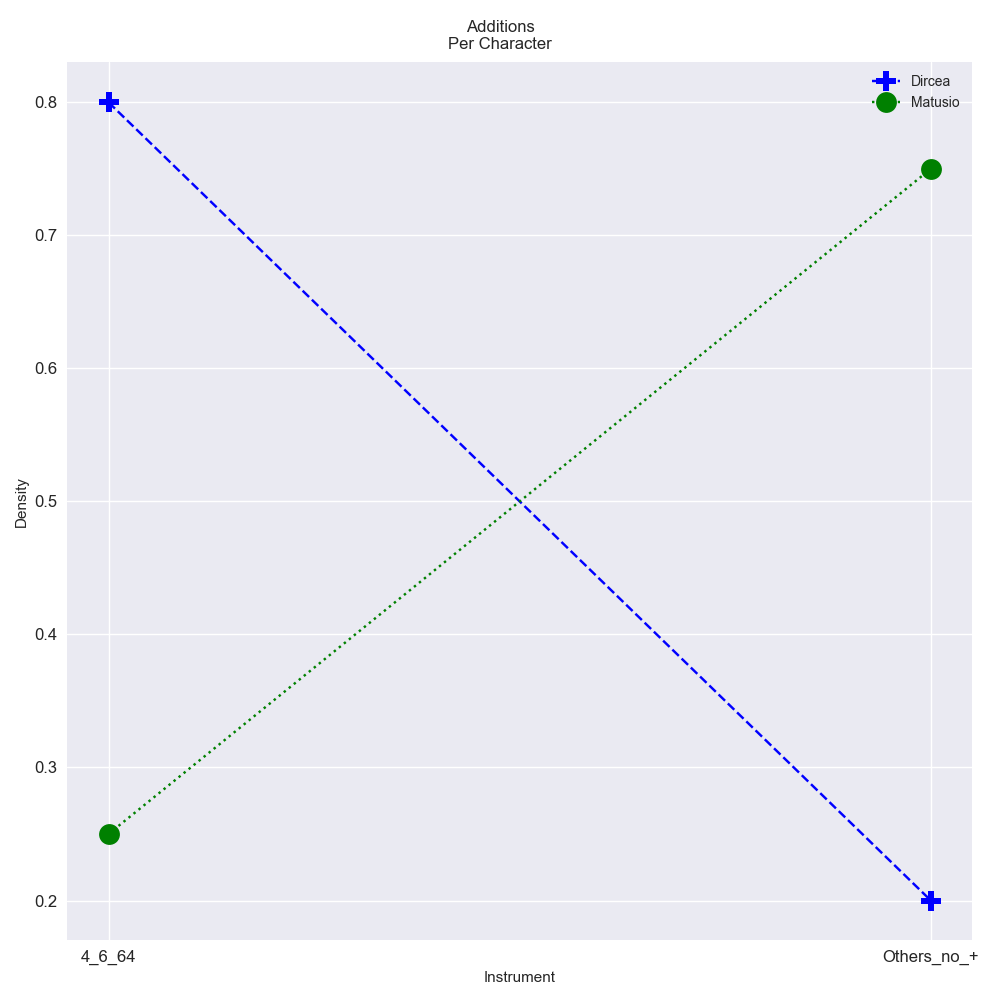 Additions
Per Character
Dircea
Matusio
0.8
0.7
0.6
0.5
0.4
0.3
0.2
Density
4_6_64
Others_no_+
Instrument